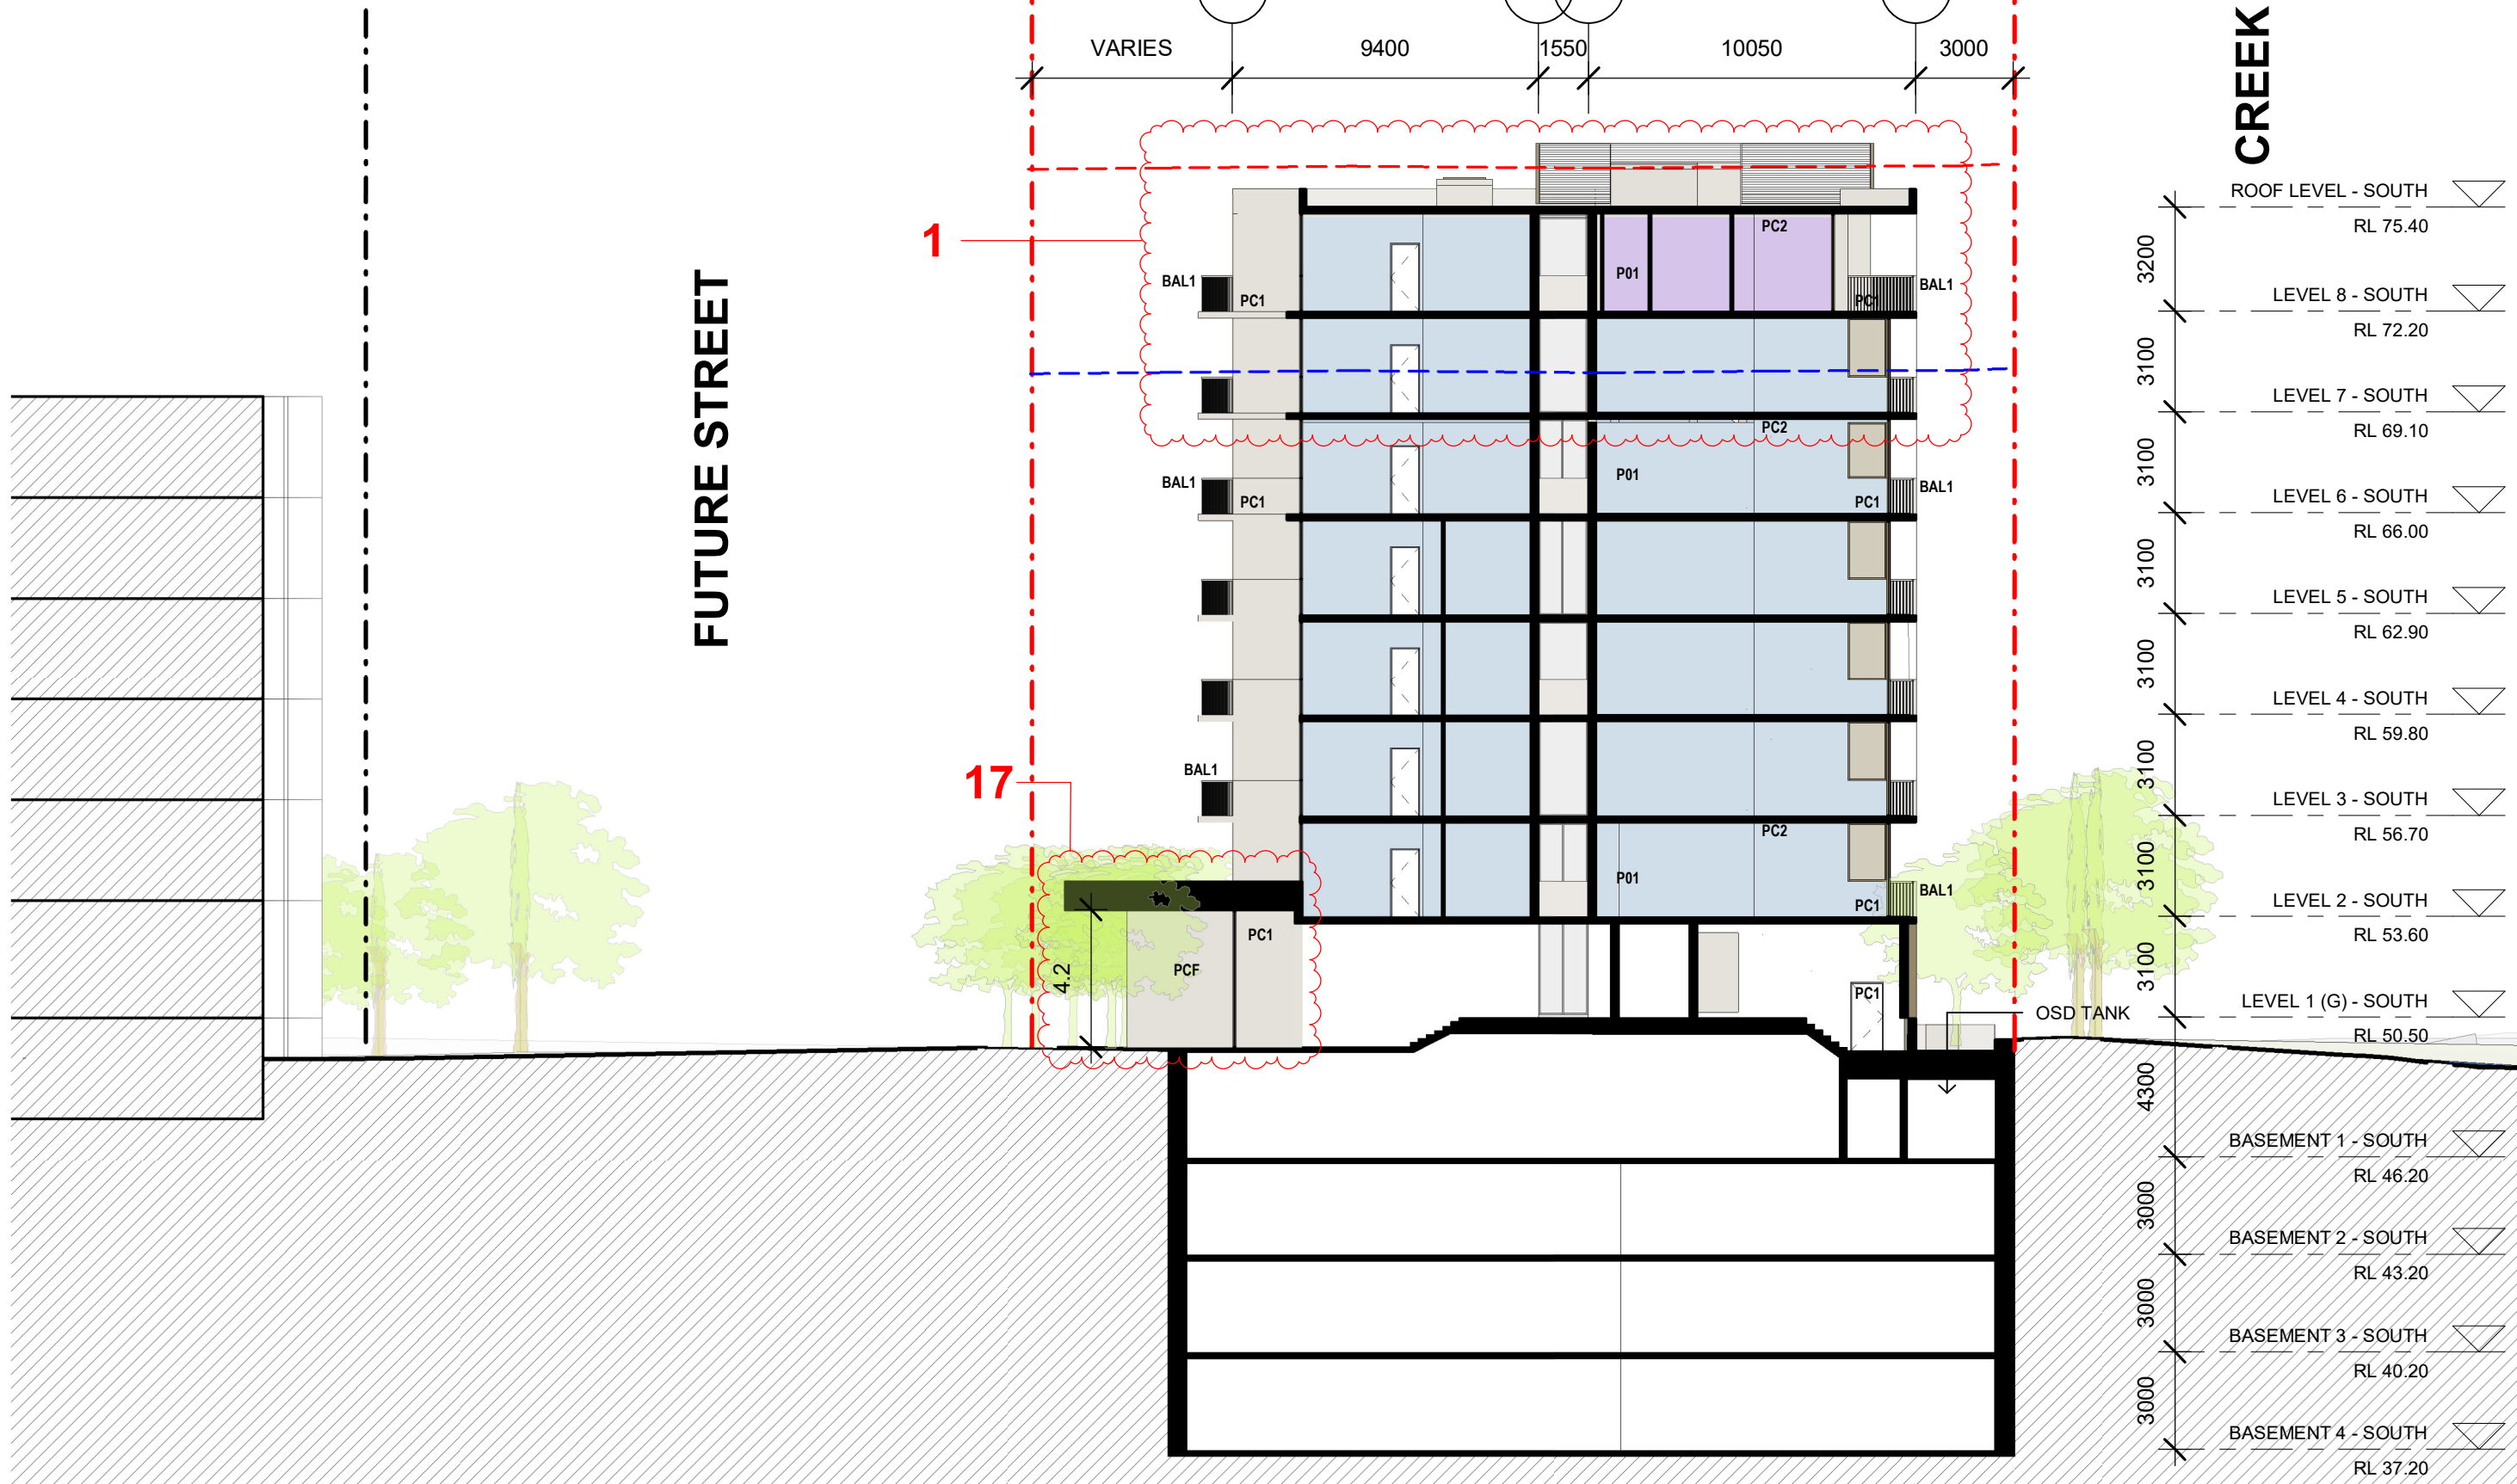 VARIES
9400
1550
10050
3000
CREEK
FUTURE STREET
1
17
ROOF LEVEL - SOUTH
RL 75.40
3200
LEVEL 8 - SOUTH
RL 72.20
3100
LEVEL 7 - SOUTH
RL 69.10
3100
LEVEL 6 - SOUTH
RL 66.00
3100
LEVEL 5 - SOUTH
RL 62.90
3100
LEVEL 4 - SOUTH
RL 59.80
3100
LEVEL 3 - SOUTH
RL 56.70
3100
LEVEL 2 - SOUTH
RL 53.60
3100
LEVEL 1 (G) - SOUTH
RL 50.50
4300
BASEMENT 1 - SOUTH
RL 46.20
3000
BASEMENT 2 - SOUTH
RL 43.20
3000
BASEMENT 3 - SOUTH
RL 40.20
3000
BASEMENT 4 - SOUTH
RL 37.20
PC2
P01
BAL1
PC1
PC1
BAL1
PC2
P01
BAL1
PC1
PC1
BAL1
BAL1
PC2
P01
PC1
BAL1
PC1
PCF
4.2
PC1
OSD TANK